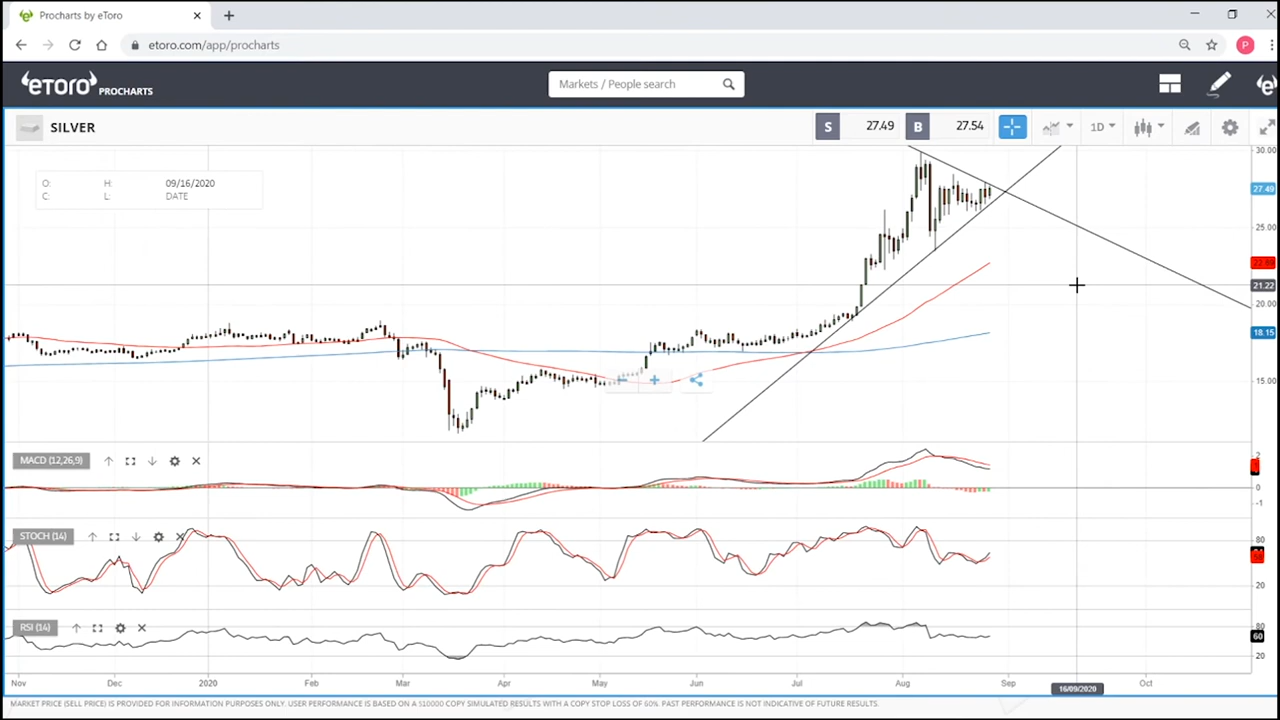 Procharts by eToro
etoro.com/app/procharts
P
eToro PROCHARTS
Markets / People search
SILVER
S 27.49 B 27.54
1D
O: H: 09/16/2020
C: L: DATE
30.00
27.49
25.00
22.69
21.22
20.00
18.15
15.00
MACD (12,26,9)
2
0
-1
STOCH (14)
80
20
RSI (14)
80
60
20
Nov Dec 2020 Feb Mar Apr May Jun Jul Aug Sep 16/09/2020 Oct
MARKET PRICE (SELL PRICE) IS PROVIDED FOR INFORMATION PURPOSES ONLY. USER PERFORMANCE IS BASED ON A $10000 COPY SIMULATED RESULTS WITH A COPY STOP LOSS OF 60%. PAST PERFORMANCE IS NOT INDICATIVE OF FUTURE RESULTS.